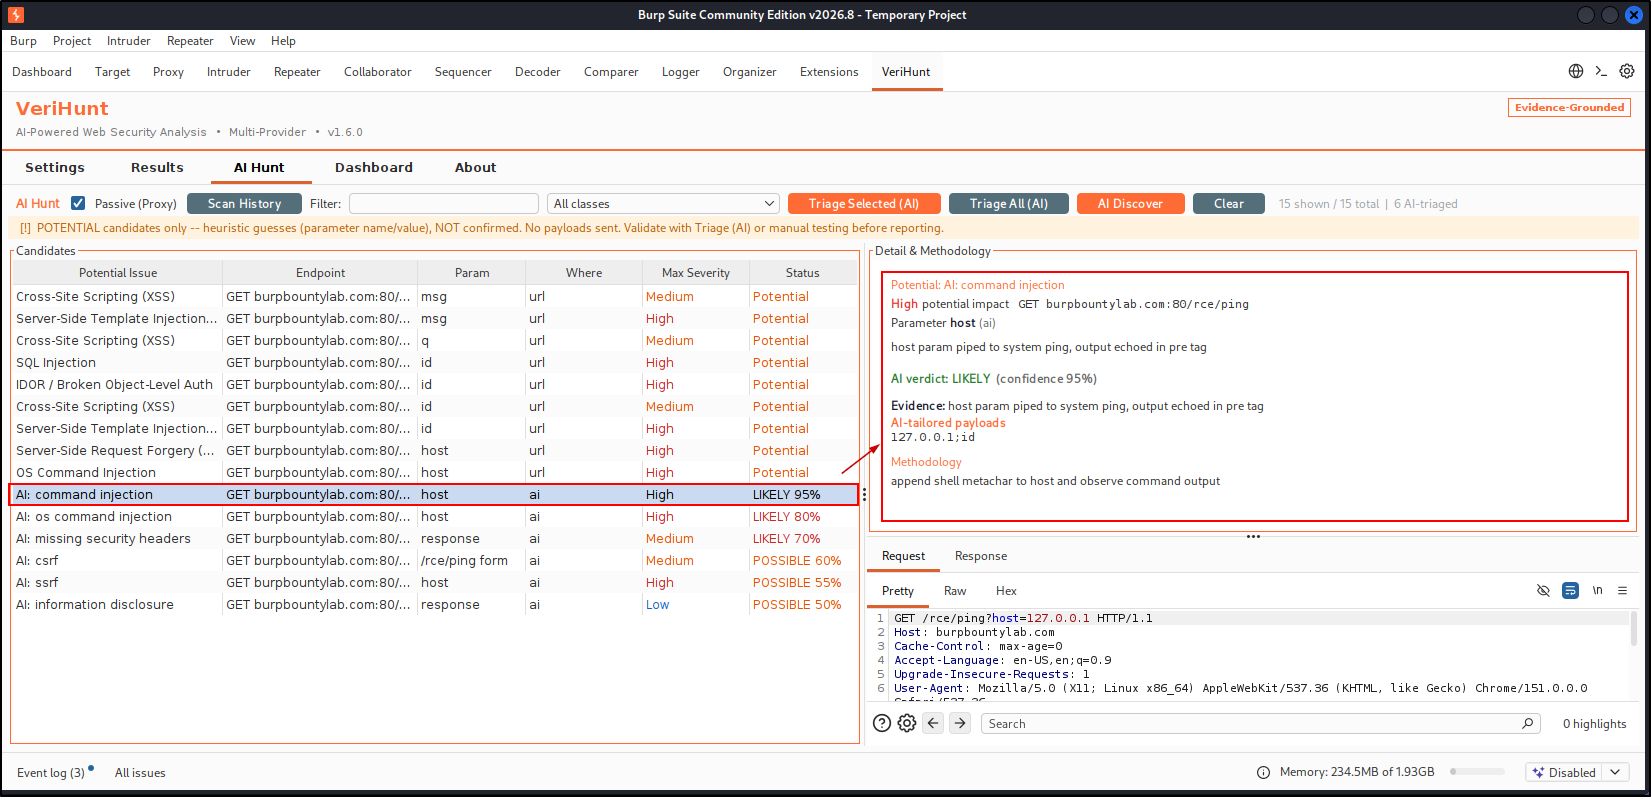 Burp Suite Community Edition v2026.8 - Temporary Project
Burp Project Intruder Repeater View Help
Dashboard Target Proxy Intruder Repeater Collaborator Sequencer Decoder Comparer Logger Organizer Extensions VeriHunt
VeriHunt
Evidence-Grounded
AI-Powered Web Security Analysis • Multi-Provider • v1.6.0
Settings Results AI Hunt Dashboard About
AI Hunt Passive (Proxy) Scan History Filter: All classes Triage Selected (AI) Triage All (AI) AI Discover Clear 15 shown / 15 total | 6 AI-triaged
[!] POTENTIAL candidates only -- heuristic guesses (parameter name/value), NOT confirmed. No payloads sent. Validate with Triage (AI) or manual testing before reporting.
Candidates
Potential Issue Endpoint Param Where Max Severity Status
Cross-Site Scripting (XSS) GET burpbountylab.com:80/... msg url Medium Potential
Server-Side Template Injection... GET burpbountylab.com:80/... msg url High Potential
Cross-Site Scripting (XSS) GET burpbountylab.com:80/... q url Medium Potential
SQL Injection GET burpbountylab.com:80/... id url High Potential
IDOR / Broken Object-Level Auth GET burpbountylab.com:80/... id url High Potential
Cross-Site Scripting (XSS) GET burpbountylab.com:80/... id url Medium Potential
Server-Side Template Injection... GET burpbountylab.com:80/... id url High Potential
Server-Side Request Forgery (... GET burpbountylab.com:80/... host url High Potential
OS Command Injection GET burpbountylab.com:80/... host url High Potential
AI: command injection GET burpbountylab.com:80/... host ai High LIKELY 95%
AI: os command injection GET burpbountylab.com:80/... host ai High LIKELY 80%
AI: missing security headers GET burpbountylab.com:80/... response ai Medium LIKELY 70%
AI: csrf GET burpbountylab.com:80/... /rce/ping form ai Medium POSSIBLE 60%
AI: ssrf GET burpbountylab.com:80/... host ai High POSSIBLE 55%
AI: information disclosure GET burpbountylab.com:80/... response ai Low POSSIBLE 50%
Detail & Methodology
Potential: AI: command injection
High potential impact GET burpbountylab.com:80/rce/ping
Parameter host (ai)
host param piped to system ping, output echoed in pre tag
AI verdict: LIKELY (confidence 95%)
Evidence: host param piped to system ping, output echoed in pre tag
AI-tailored payloads
127.0.0.1;id
Methodology
append shell metachar to host and observe command output
Request Response
Pretty Raw Hex \n
1 GET /rce/ping?host=127.0.0.1 HTTP/1.1
2 Host: burpbountylab.com
3 Cache-Control: max-age=0
4 Accept-Language: en-US,en;q=0.9
5 Upgrade-Insecure-Requests: 1
6 User-Agent: Mozilla/5.0 (X11; Linux x86_64) AppleWebKit/537.36 (KHTML, like Gecko) Chrome/151.0.0.0
Safari/537.36
Search 0 highlights
Event log (3) All issues Memory: 234.5MB of 1.93GB Disabled